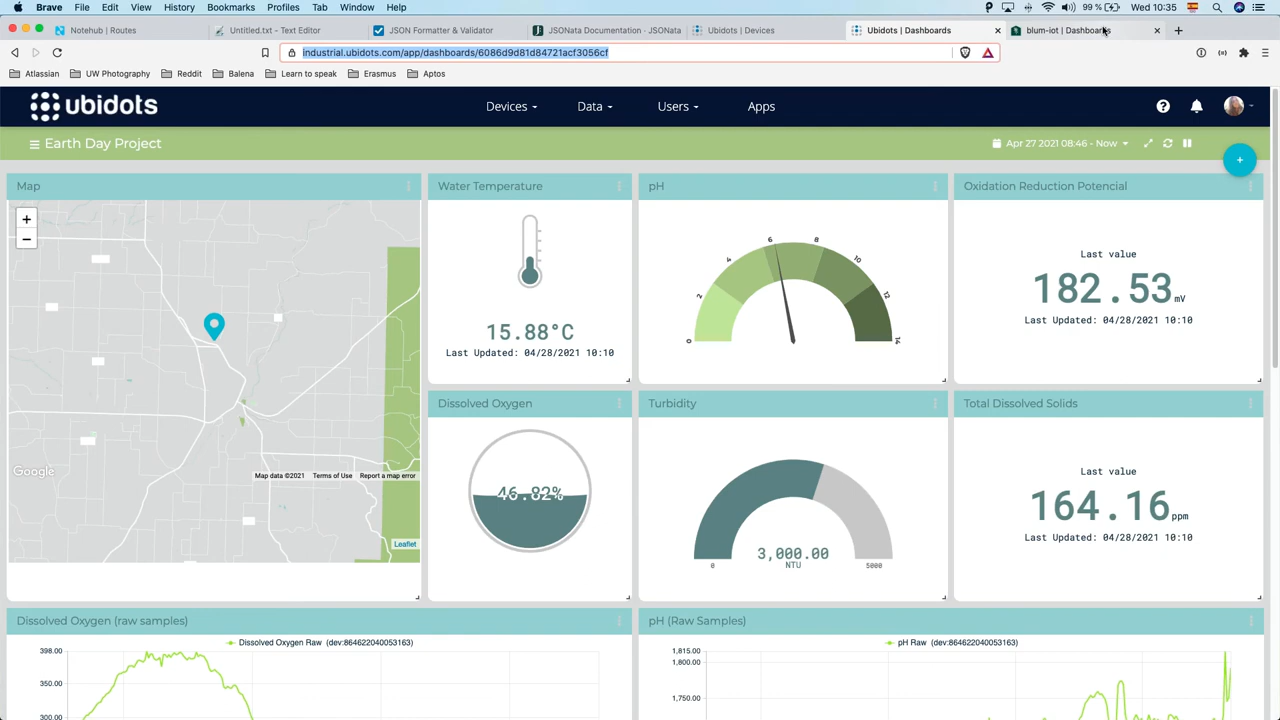 Brave File Edit View History Bookmarks Profiles Tab Window Help
99 % Wed 10:35
Notehub | Routes
Untitled.txt - Text Editor
JSON Formatter & Validator
JSONata Documentation · JSONata
Ubidots | Devices
Ubidots | Dashboards
blum-iot | Dashboards
industrial.ubidots.com/app/dashboards/6086d9d81d84721acf3056cf
Atlassian UW Photography Reddit Balena Learn to speak Erasmus Aptos
ubidots
Devices Data Users Apps
Earth Day Project
Apr 27 2021 08:46 - Now
Map
+
−
Google
Map data ©2021 Terms of Use Report a map error
Leaflet
Water Temperature
15.88°C
Last Updated: 04/28/2021 10:10
pH
0
2
4
6
8
10
12
14
Oxidation Reduction Potencial
Last value
182.53 mV
Last Updated: 04/28/2021 10:10
Dissolved Oxygen
46.82%
Turbidity
3,000.00
0 NTU 5000
Total Dissolved Solids
Last value
164.16 ppm
Last Updated: 04/28/2021 10:10
Dissolved Oxygen (raw samples)
Dissolved Oxygen Raw (dev:864622040053163)
398.00
350.00
300.00
pH (Raw Samples)
pH Raw (dev:864622040053163)
1,815.00
1,800.00
1,750.00